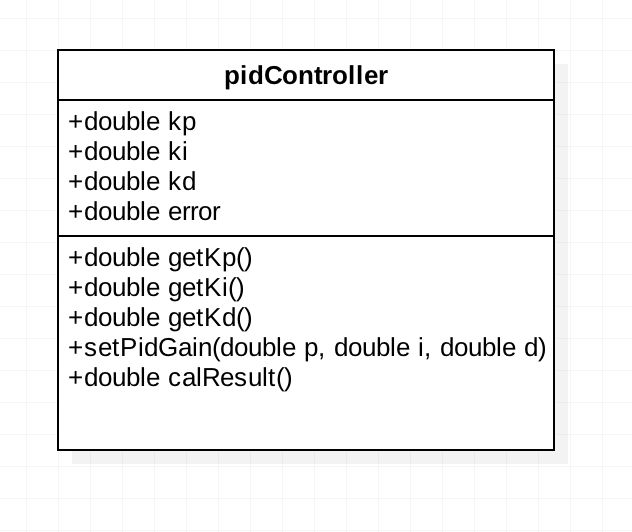 pidController
+double kp
+double ki
+double kd
+double error
+double getKp()
+double getKi()
+double getKd()
+setPidGain(double p, double i, double d)
+double calResult()